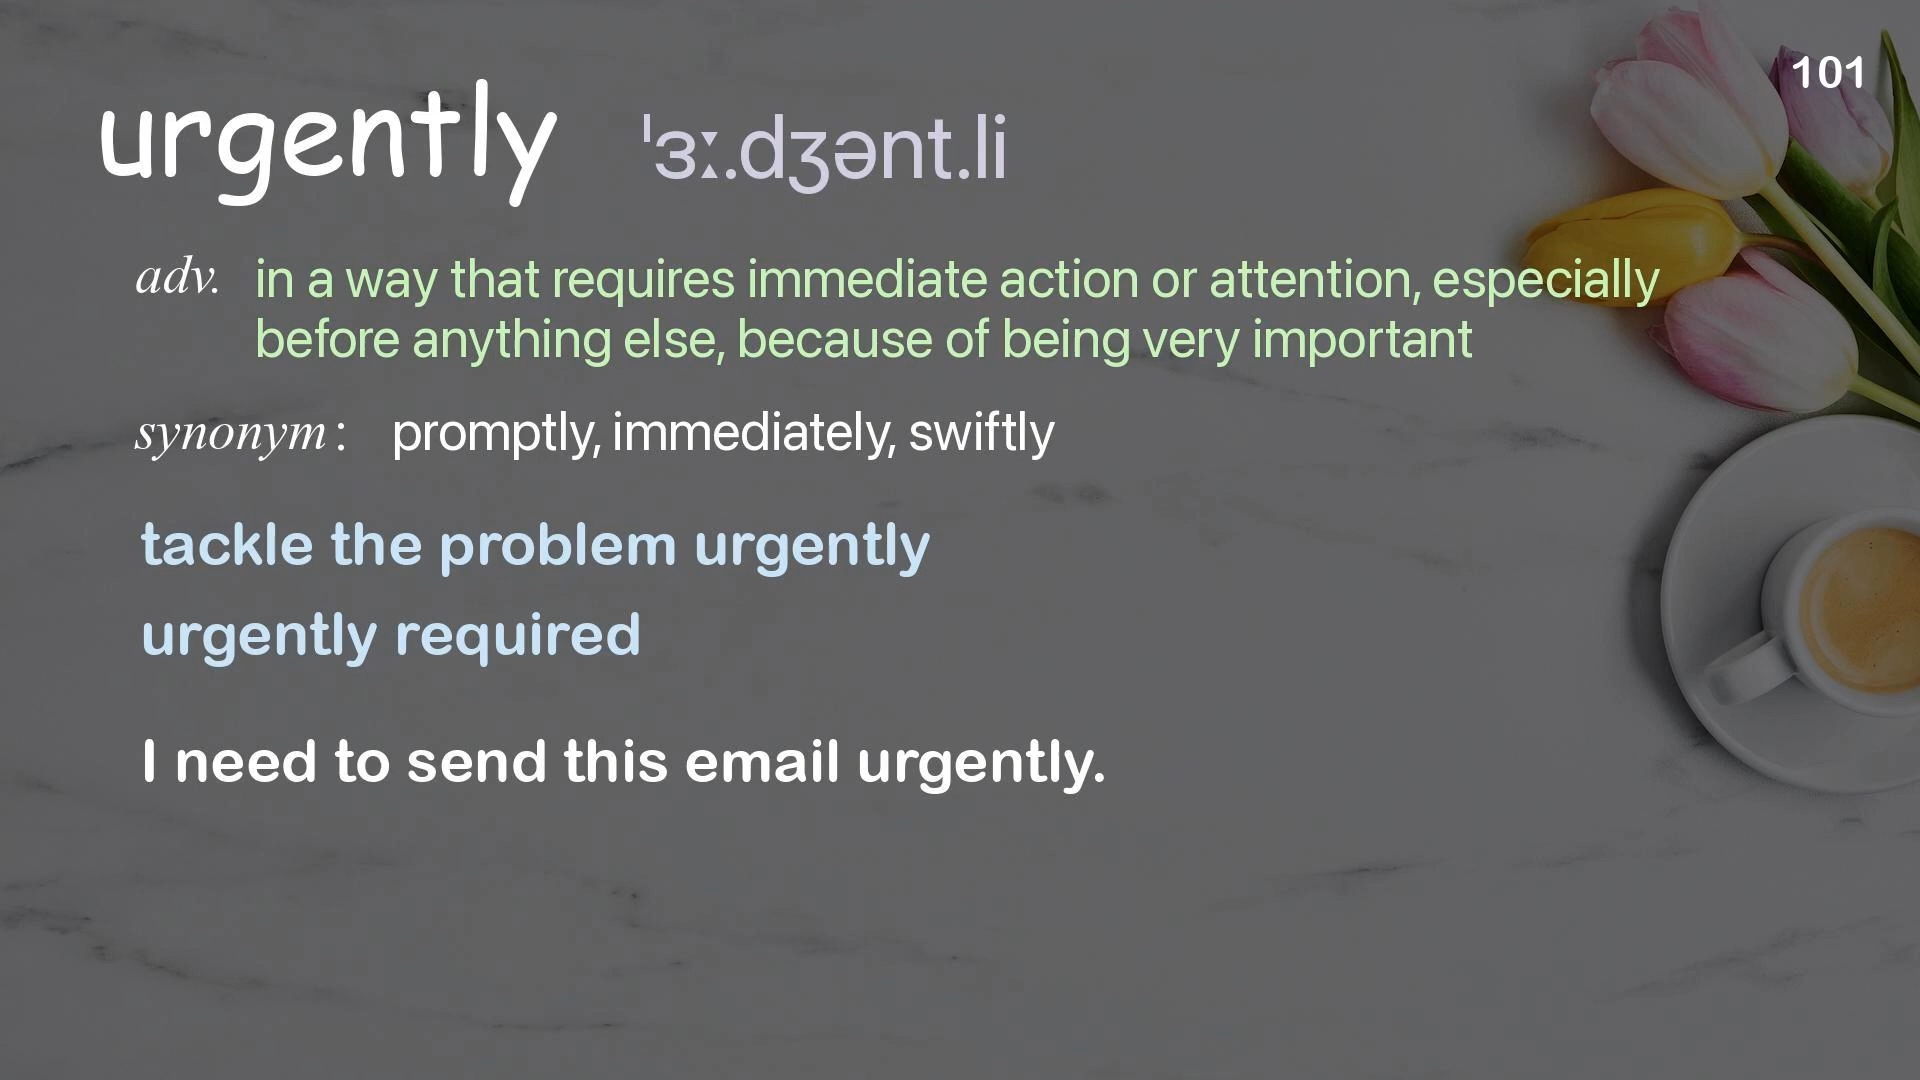 101
urgently ˈɜː.dʒənt.li
adv. in a way that requires immediate action or attention, especially
before anything else, because of being very important
synonym: promptly, immediately, swiftly
tackle the problem urgently
urgently required
I need to send this email urgently.